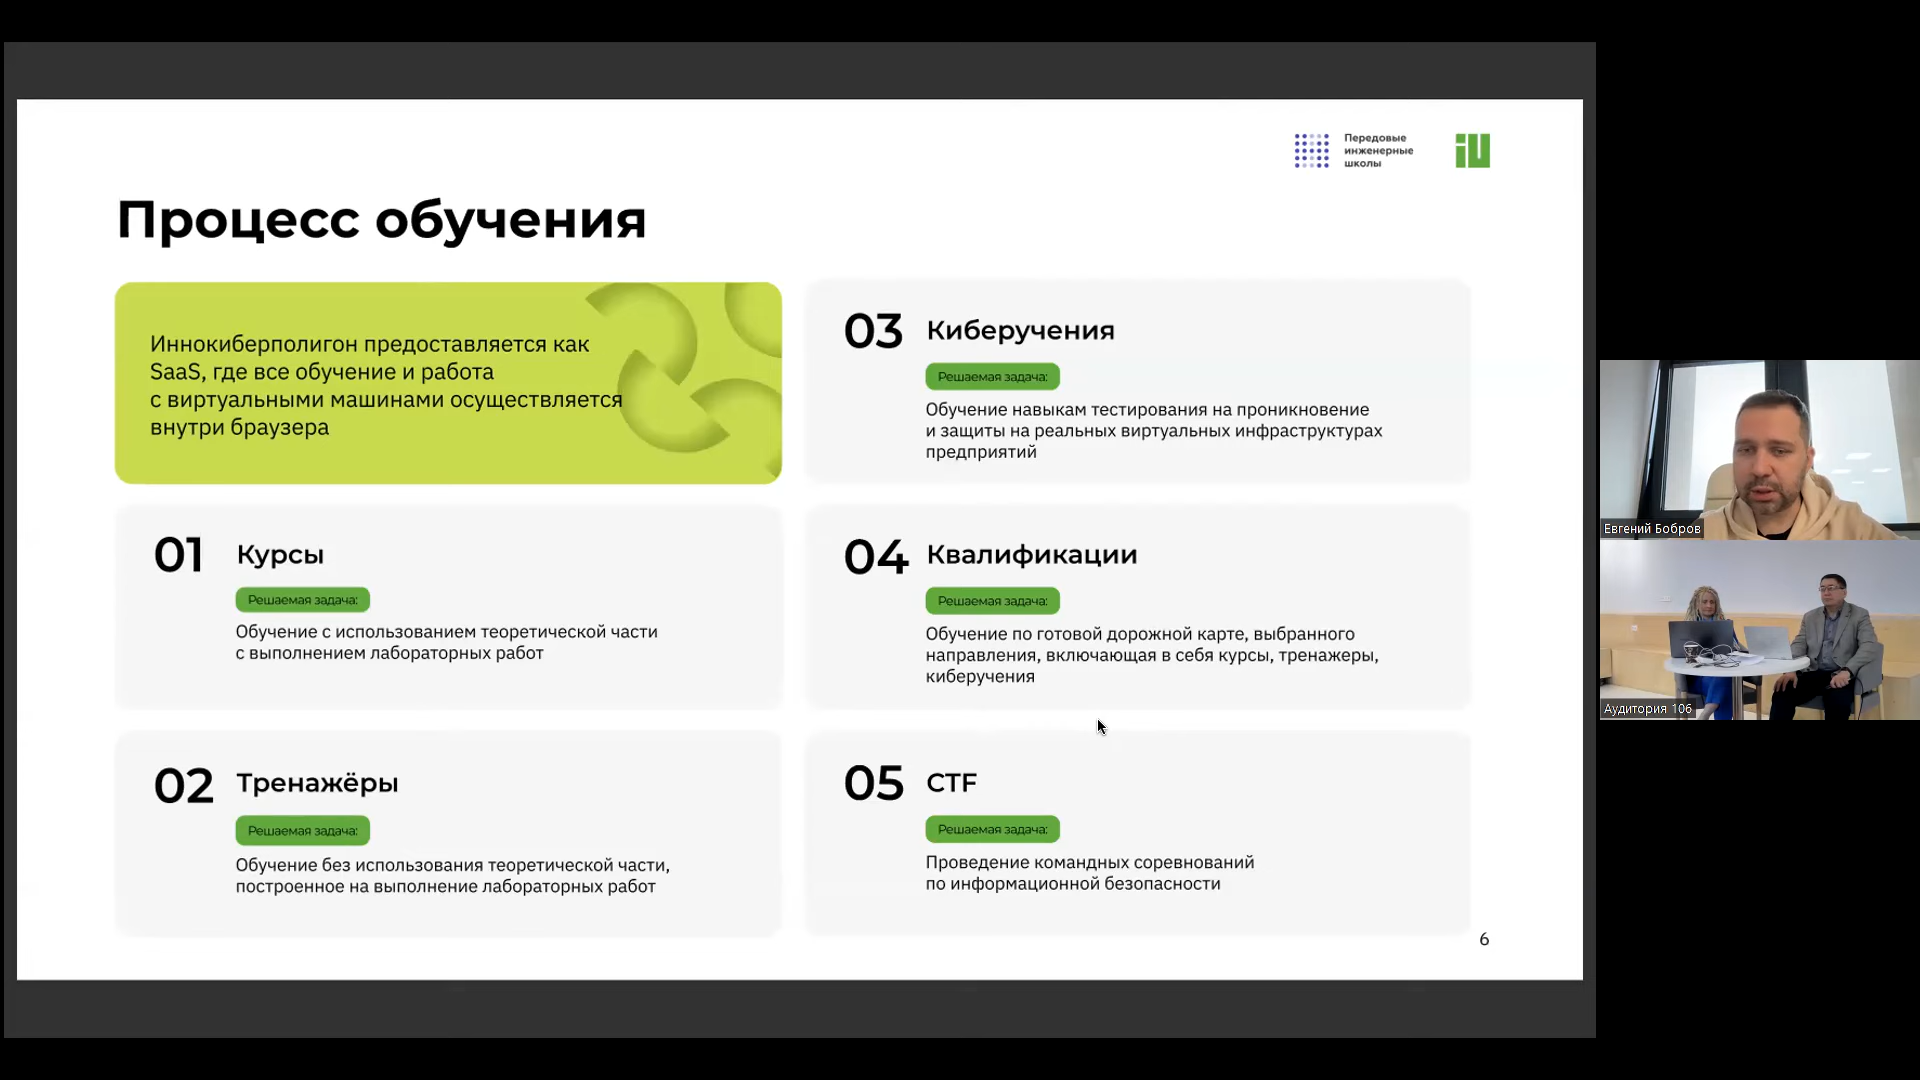 Передовые
инженерные
школы
iU
Процесс обучения
Иннокиберполигон предоставляется как
SaaS, где все обучение и работа
с виртуальными машинами осуществляется
внутри браузера
01 Курсы
Решаемая задача:
Обучение с использованием теоретической части
с выполнением лабораторных работ
02 Тренажёры
Решаемая задача:
Обучение без использования теоретической части,
построенное на выполнение лабораторных работ
03 Киберучения
Решаемая задача:
Обучение навыкам тестирования на проникновение
и защиты на реальных виртуальных инфраструктурах
предприятий
04 Квалификации
Решаемая задача:
Обучение по готовой дорожной карте, выбранного
направления, включающая в себя курсы, тренажеры,
киберучения
05 CTF
Решаемая задача:
Проведение командных соревнований
по информационной безопасности
6
Евгений Бобров
Аудитория 106